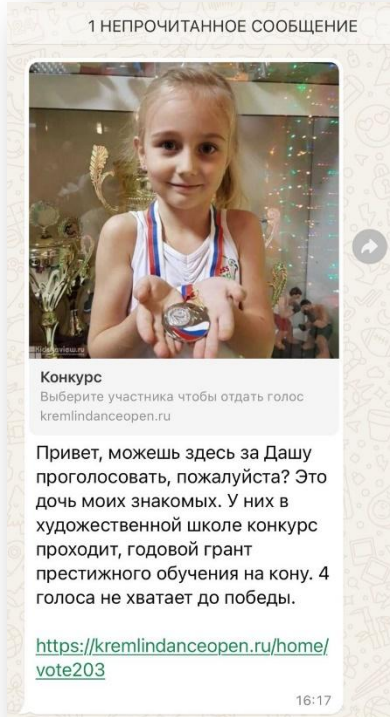 1 НЕПРОЧИТАННОЕ СООБЩЕНИЕ
Конкурс
Выберите участника чтобы отдать голос
kremlindanceopen.ru
Привет, можешь здесь за Дашу
проголосовать, пожалуйста? Это
дочь моих знакомых. У них в
художественной школе конкурс
проходит, годовой грант
престижного обучения на кону. 4
голоса не хватает до победы.
https://kremlindanceopen.ru/home/
vote203
16:17